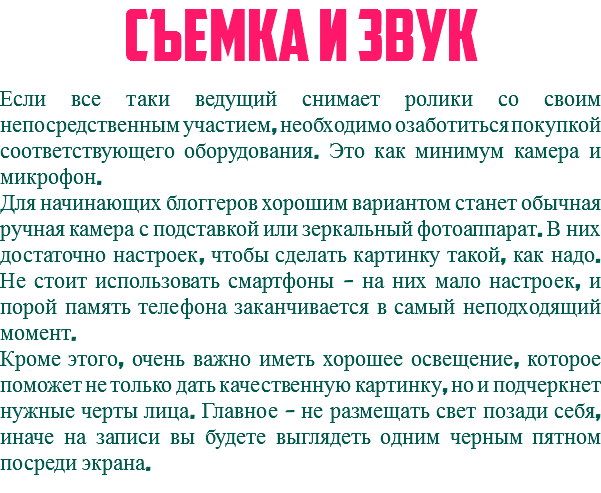 СЪЕМКА И ЗВУК
Если все таки ведущий снимает ролики со своим
непосредственным участием, необходимо озаботиться покупкой
соответствующего оборудования. Это как минимум камера и
микрофон.
Для начинающих блоггеров хорошим вариантом станет обычная
ручная камера с подставкой или зеркальный фотоаппарат. В них
достаточно настроек, чтобы сделать картинку такой, как надо.
Не стоит использовать смартфоны – на них мало настроек, и
порой память телефона заканчивается в самый неподходящий
момент.
Кроме этого, очень важно иметь хорошее освещение, которое
поможет не только дать качественную картинку, но и подчеркнет
нужные черты лица. Главное – не размещать свет позади себя,
иначе на записи вы будете выглядеть одним черным пятном
посреди экрана.